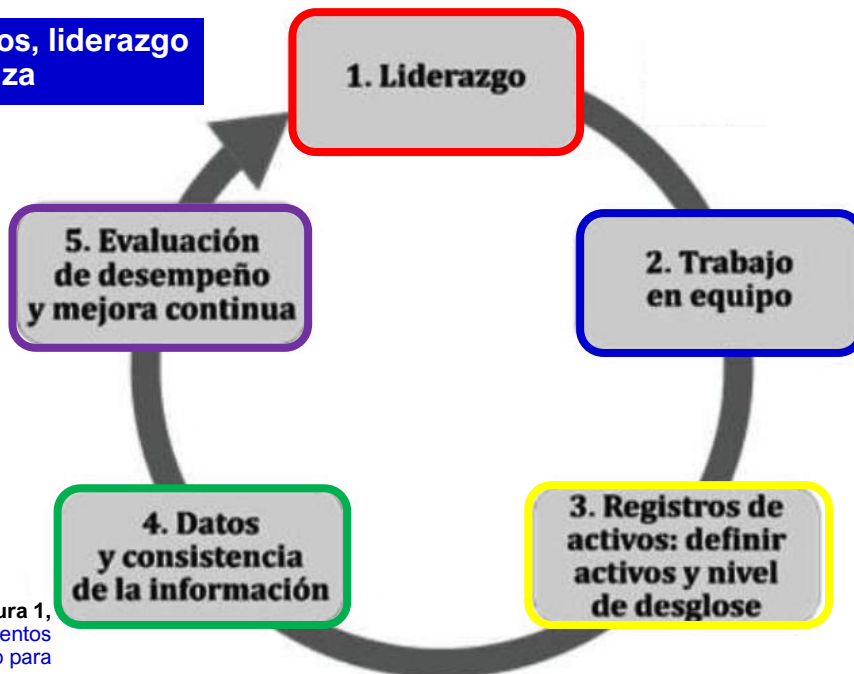 os, liderazgo
za
1. Liderazgo
2. Trabajo
en equipo
3. Registros de
activos: definir
activos y nivel
de desglose
4. Datos
y consistencia
de la información
5. Evaluación
de desempeño
y mejora continua
ura 1,
entos
o para